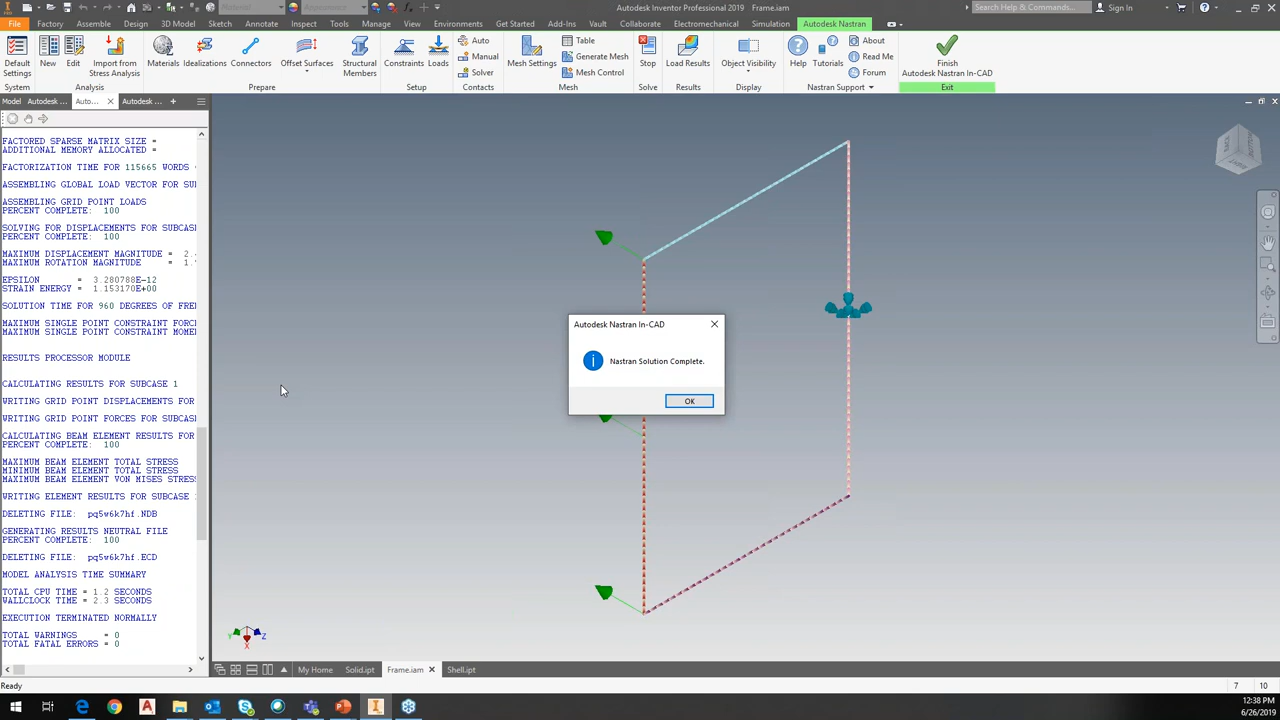 Material
Appearance
Autodesk Inventor Professional 2019 Frame.iam
Search Help & Commands...
Sign In
File
Factory
Assemble
Design
3D Model
Sketch
Annotate
Inspect
Tools
Manage
View
Environments
Get Started
Add-Ins
Vault
Collaborate
Electromechanical
Simulation
Autodesk Nastran
Default Settings
New
Edit
Import from Stress Analysis
Materials
Idealizations
Connectors
Offset Surfaces
Structural Members
Constraints
Loads
Auto
Manual
Solver
Mesh Settings
Table
Generate Mesh
Mesh Control
Stop
Load Results
Object Visibility
Help
Tutorials
About
Read Me
Forum
Finish Autodesk Nastran In-CAD
System
Analysis
Prepare
Setup
Contacts
Mesh
Solve
Results
Display
Nastran Support
Exit
Model
Autodesk ...
Auto...
Autodesk ...
FACTORED SPARSE MATRIX SIZE =
ADDITIONAL MEMORY ALLOCATED =
FACTORIZATION TIME FOR 115665 WORDS
ASSEMBLING GLOBAL LOAD VECTOR FOR SUB
ASSEMBLING GRID POINT LOADS
PERCENT COMPLETE: 100
SOLVING FOR DISPLACEMENTS FOR SUBCASE
PERCENT COMPLETE: 100
MAXIMUM DISPLACEMENT MAGNITUDE = 2.
MAXIMUM ROTATION MAGNITUDE = 1.
EPSILON = 3.280788E-12
STRAIN ENERGY = 1.153170E+00
SOLUTION TIME FOR 960 DEGREES OF FREE
MAXIMUM SINGLE POINT CONSTRAINT FORC
MAXIMUM SINGLE POINT CONSTRAINT MOME
RESULTS PROCESSOR MODULE
CALCULATING RESULTS FOR SUBCASE 1
WRITING GRID POINT DISPLACEMENTS FOR
WRITING GRID POINT FORCES FOR SUBCASE
CALCULATING BEAM ELEMENT RESULTS FOR
PERCENT COMPLETE: 100
MAXIMUM BEAM ELEMENT TOTAL STRESS
MINIMUM BEAM ELEMENT TOTAL STRESS
MAXIMUM BEAM ELEMENT VON MISES STRESS
WRITING ELEMENT RESULTS FOR SUBCASE
DELETING FILE: pq5w6k7hf.NDB
GENERATING RESULTS NEUTRAL FILE
PERCENT COMPLETE: 100
DELETING FILE: pq5w6k7hf.ECD
MODEL ANALYSIS TIME SUMMARY
TOTAL CPU TIME = 1.2 SECONDS
WALLCLOCK TIME = 2.3 SECONDS
EXECUTION TERMINATED NORMALLY
TOTAL WARNINGS = 0
TOTAL FATAL ERRORS = 0
Autodesk Nastran In-CAD
Nastran Solution Complete.
OK
Y
Z
X
My Home
Solid.ipt
Frame.iam
Shell.ipt
Ready
7
10
12:38 PM
6/26/2019